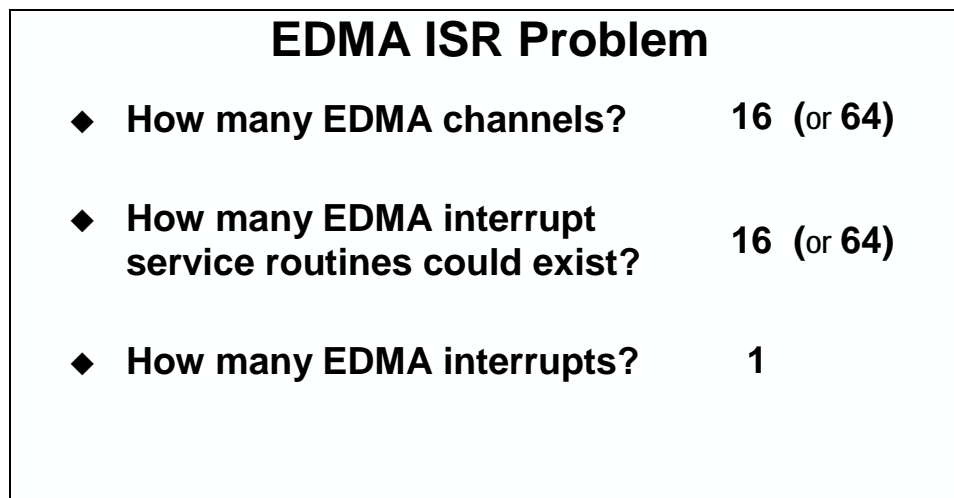 EDMA ISR Problem
◆ How many EDMA channels? 16 (or 64)
◆ How many EDMA interrupt
service routines could exist? 16 (or 64)
◆ How many EDMA interrupts? 1